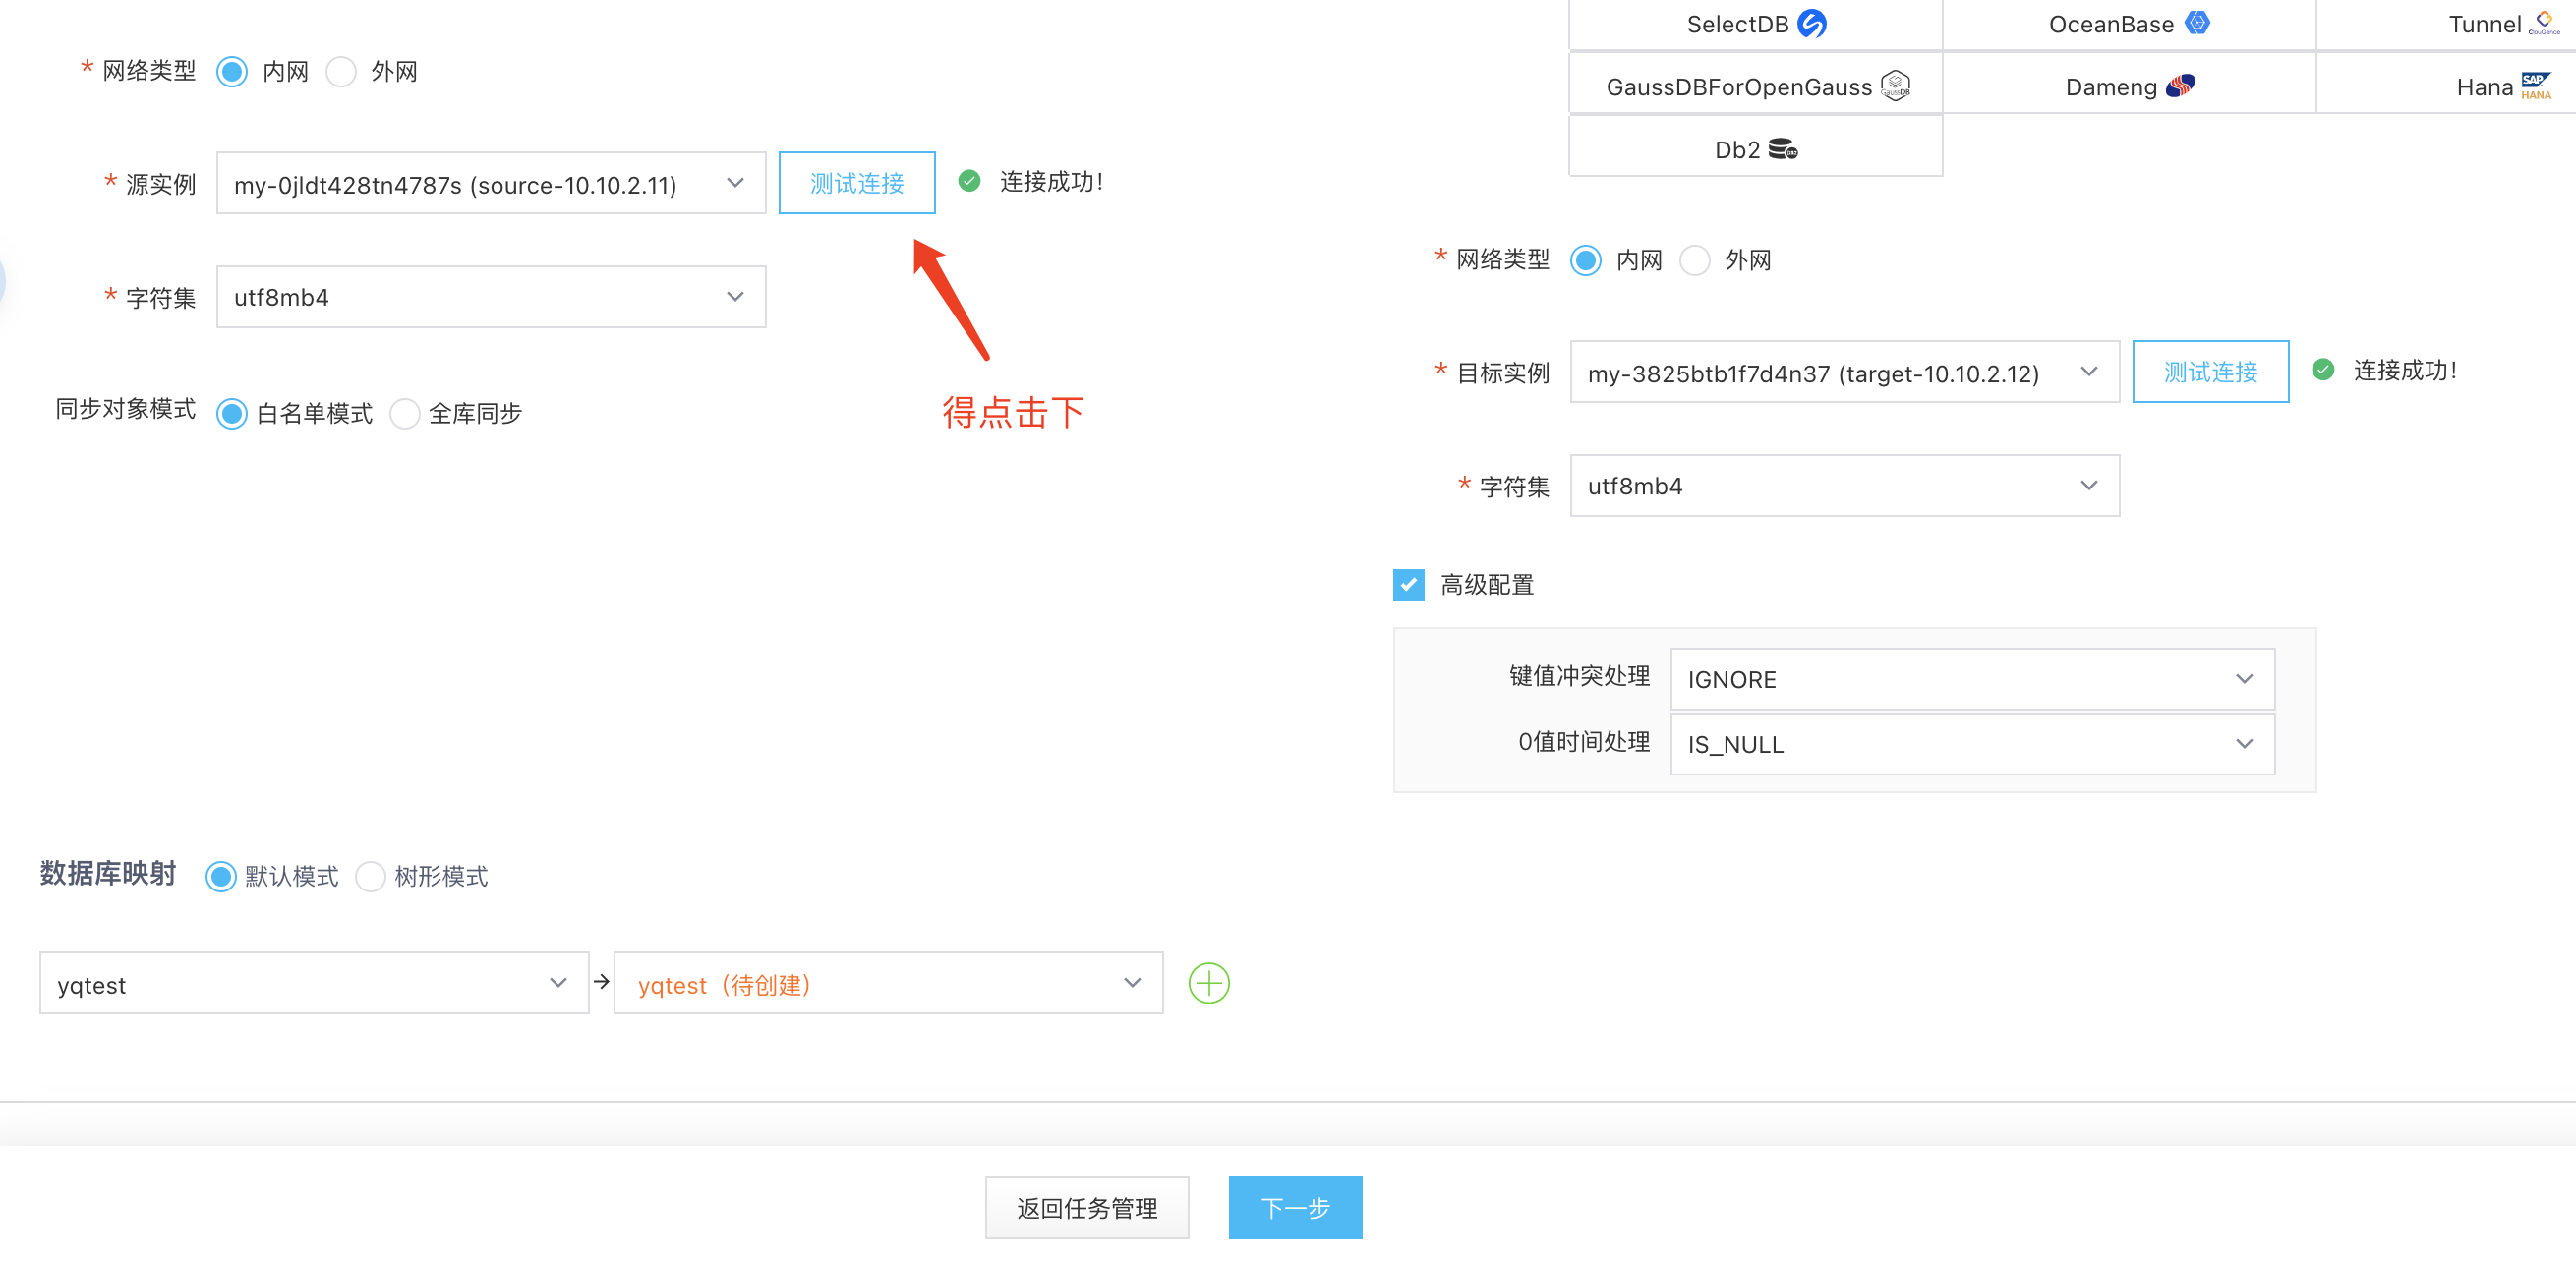 SelectDB
OceanBase
Tunnel
CloudCanal
GaussDBForOpenGauss
GaussDB
Dameng
Hana
SAP
HANA
Db2
* 网络类型 内网 外网
* 源实例 my-0jldt428tn4787s (source-10.10.2.11) 测试连接 连接成功!
* 字符集 utf8mb4
得点击下
同步对象模式 白名单模式 全库同步
* 网络类型 内网 外网
* 目标实例 my-3825btb1f7d4n37 (target-10.10.2.12) 测试连接 连接成功!
* 字符集 utf8mb4
高级配置
键值冲突处理 IGNORE
0值时间处理 IS_NULL
数据库映射 默认模式 树形模式
yqtest → yqtest（待创建）
返回任务管理 下一步